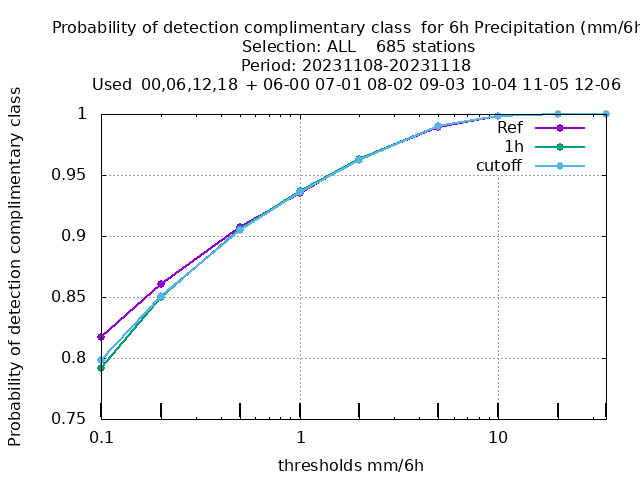 Probability of detection complimentary class  for 6h Precipitation (mm/6h
Selection: ALL    685 stations
Period: 20231108-20231118
Used  00,06,12,18  + 06-00 07-01 08-02 09-03 10-04 11-05 12-06
Probability of detection complimentary class
1
0.95
0.9
0.85
0.8
0.75
Ref
1h
cutoff
0.1
1
10
thresholds mm/6h